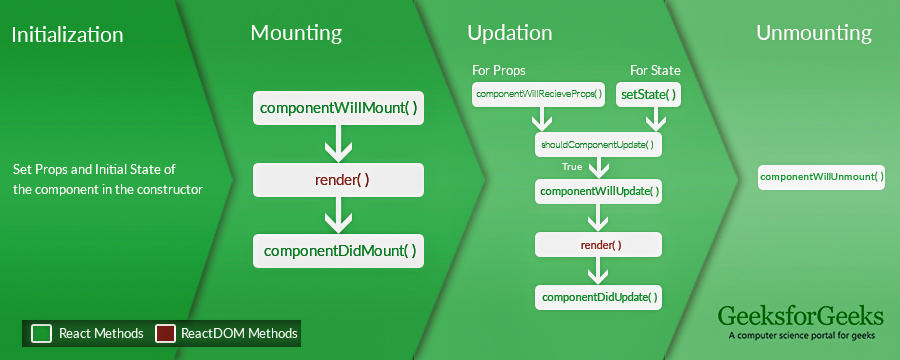 Initialization
Set Props and Initial State of
the component in the constructor
Mounting
componentWillMount( )
render( )
componentDidMount( )
Updation
For Props
For State
componentWillRecieveProps( )
setState( )
shouldComponentUpdate( )
True
componentWillUpdate( )
render( )
componentDidUpdate( )
Unmounting
componentWillUnmount( )
React Methods
ReactDOM Methods
GeeksforGeeks
A computer science portal for geeks